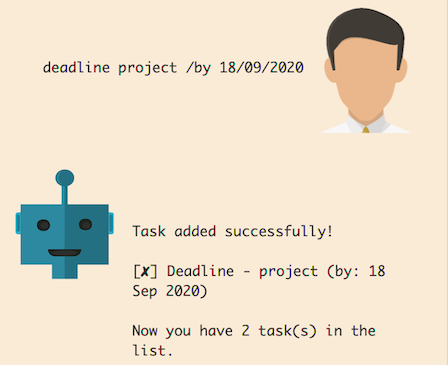 deadline project /by 18/09/2020
Task added successfully!
[✘] Deadline - project (by: 18
Sep 2020)
Now you have 2 task(s) in the
list.